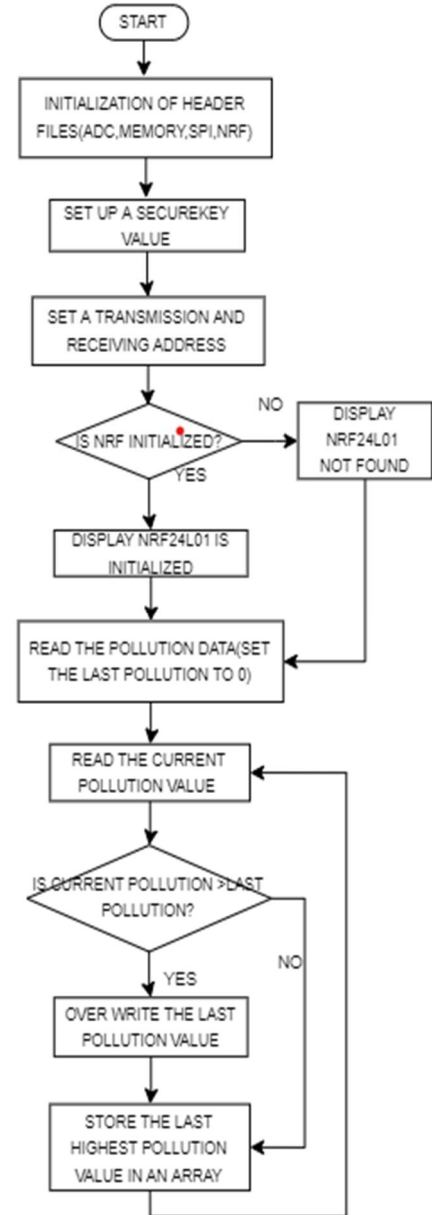 START
INITIALIZATION OF HEADER
FILES(ADC,MEMORY,SPI,NRF)
SET UP A SECUREKEY
VALUE
SET A TRANSMISSION AND
RECEIVING ADDRESS
IS NRF INITIALIZED?
NO
DISPLAY
NRF24L01
NOT FOUND
YES
DISPLAY NRF24L01 IS
INITIALIZED
READ THE POLLUTION DATA(SET
THE LAST POLLUTION TO 0)
READ THE CURRENT
POLLUTION VALUE
IS CURRENT POLLUTION >LAST
POLLUTION?
NO
YES
OVER WRITE THE LAST
POLLUTION VALUE
STORE THE LAST
HIGHEST POLLUTION
VALUE IN AN ARRAY